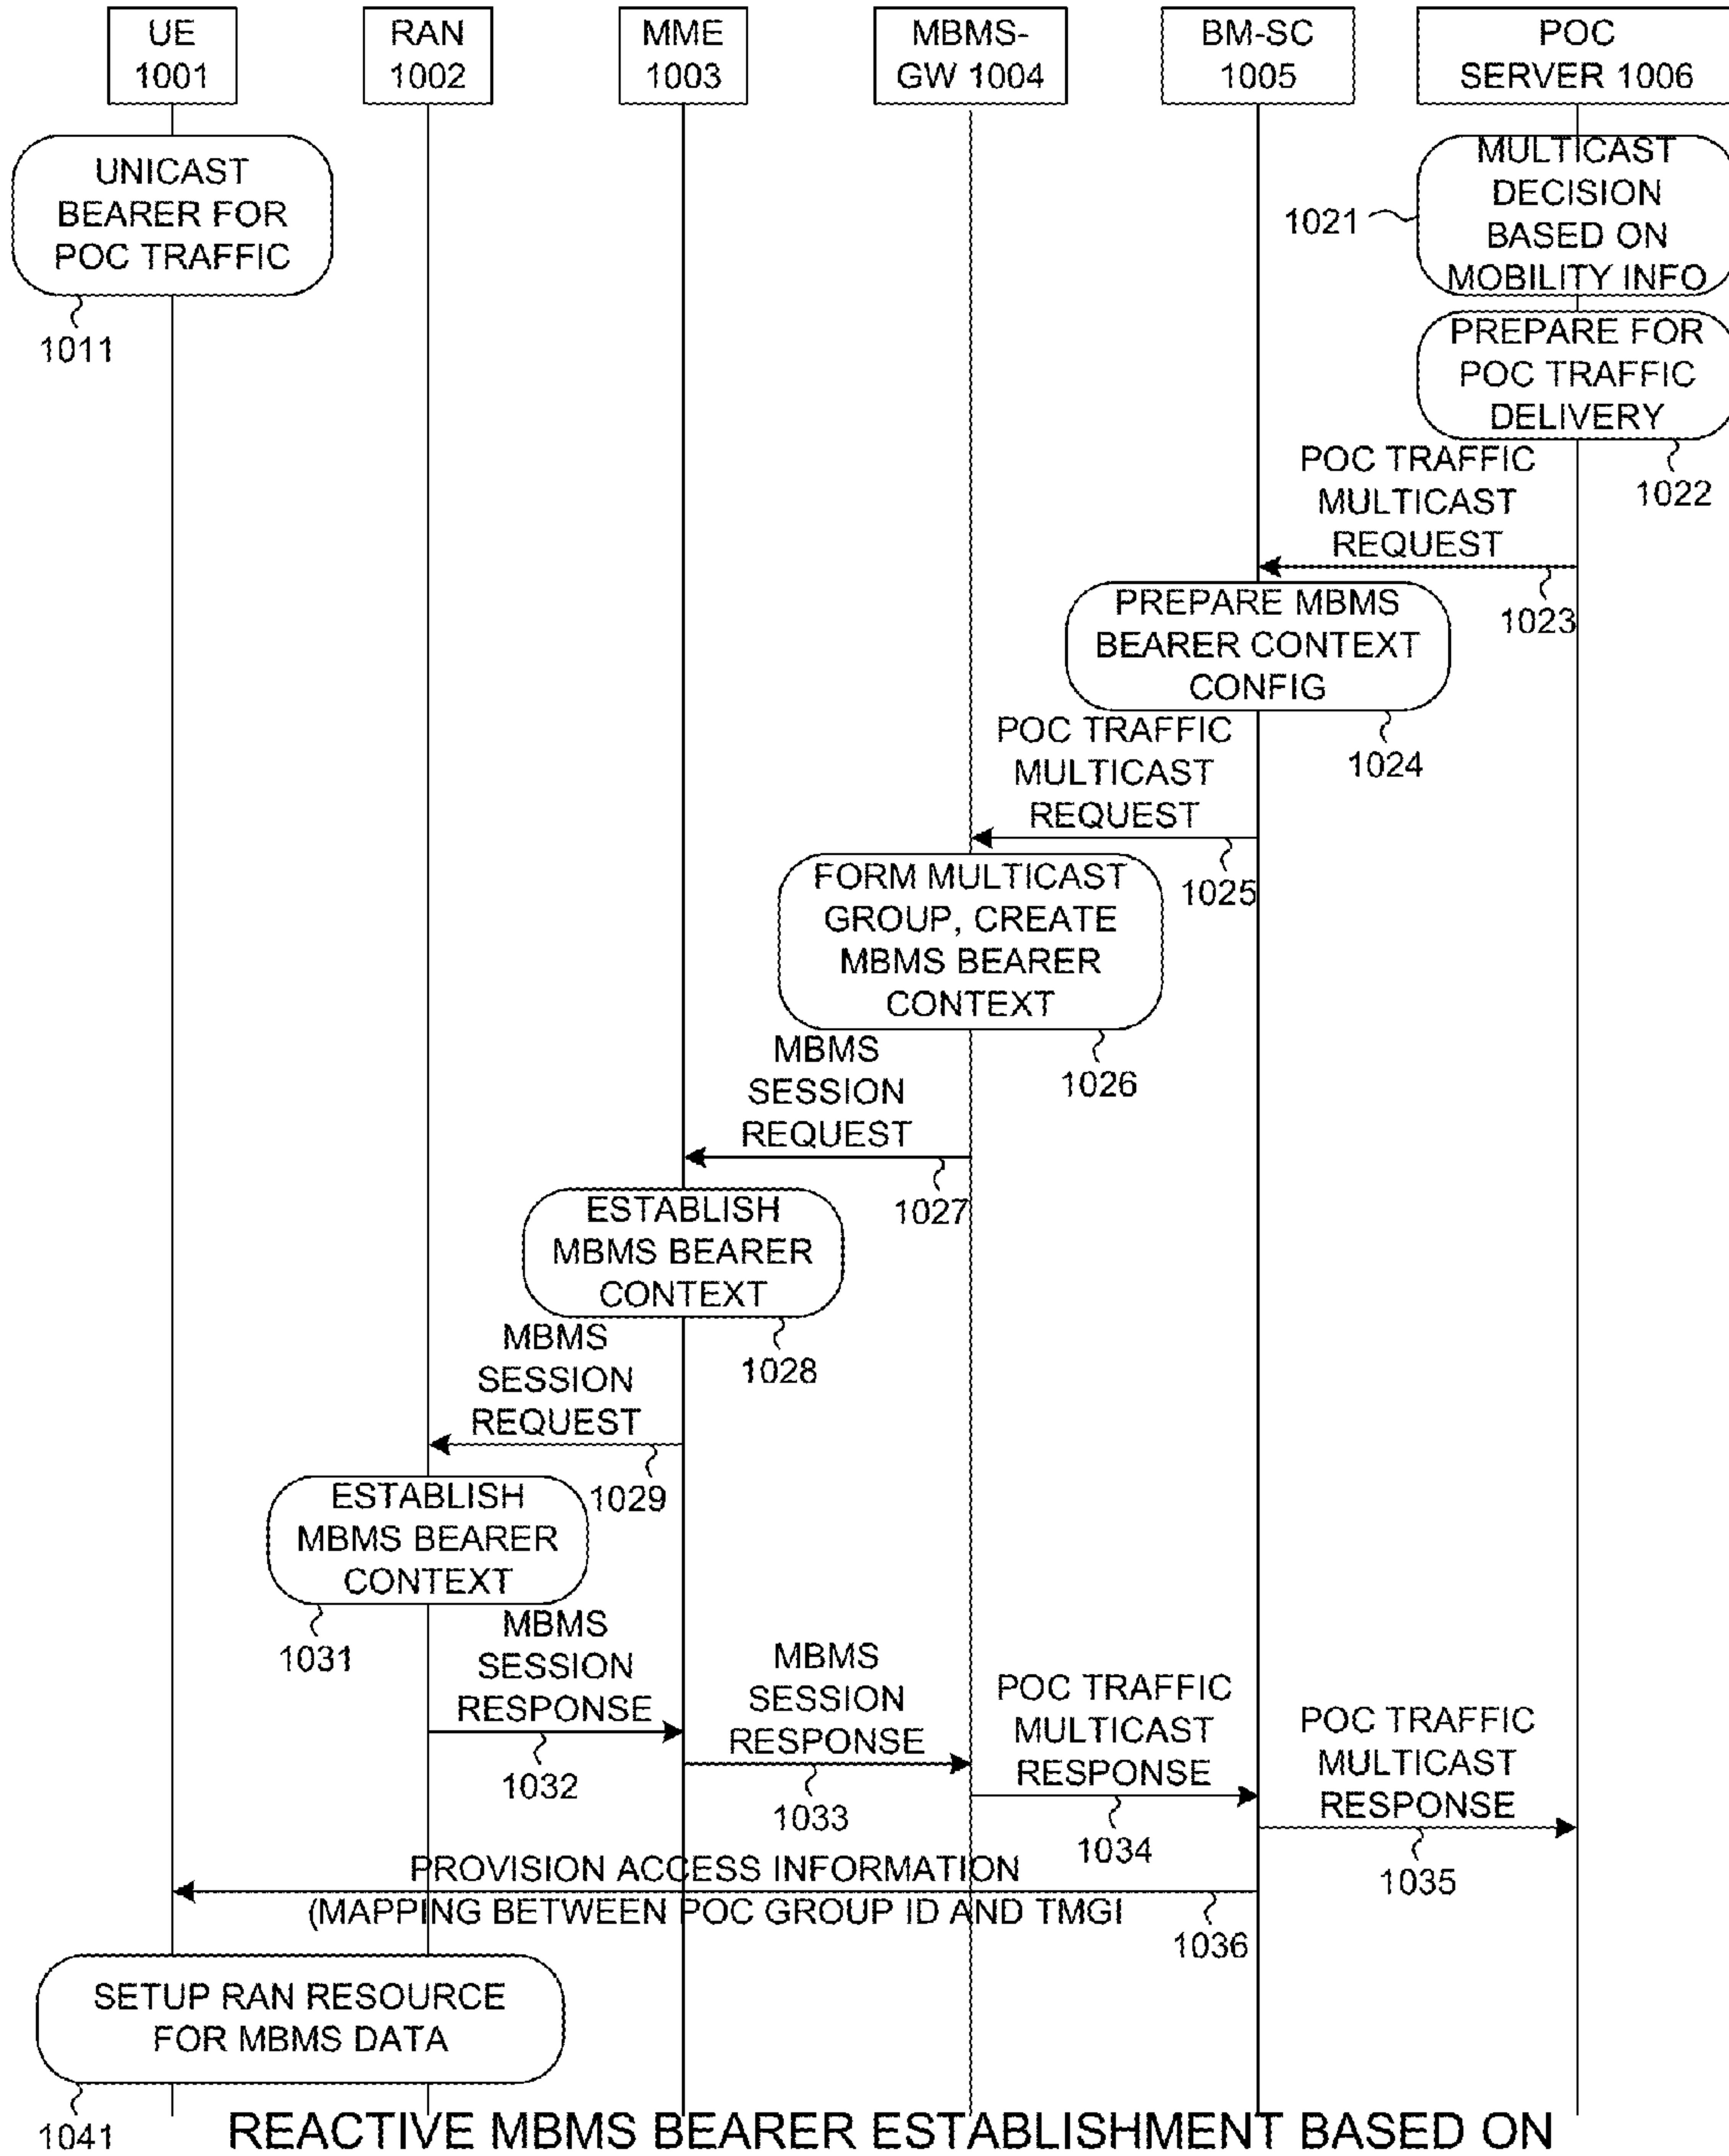 UE
1001
RAN
1002
MME
1003
MBMS-
GW 1004
BM-SC
1005
POC
SERVER 1006
UNICAST
BEARER FOR
POC TRAFFIC
1011
MULTICAST
DECISION
BASED ON
MOBILITY INFO
1021
PREPARE FOR
POC TRAFFIC
DELIVERY
1022
POC TRAFFIC
MULTICAST
REQUEST
1023
PREPARE MBMS
BEARER CONTEXT
CONFIG
1024
POC TRAFFIC
MULTICAST
REQUEST
1025
FORM MULTICAST
GROUP, CREATE
MBMS BEARER
CONTEXT
1026
MBMS
SESSION
REQUEST
1027
ESTABLISH
MBMS BEARER
CONTEXT
1028
MBMS
SESSION
REQUEST
1029
ESTABLISH
MBMS BEARER
CONTEXT
1031
MBMS
SESSION
RESPONSE
1032
MBMS
SESSION
RESPONSE
1033
POC TRAFFIC
MULTICAST
RESPONSE
1034
POC TRAFFIC
MULTICAST
RESPONSE
1035
PROVISION ACCESS INFORMATION
(MAPPING BETWEEN POC GROUP ID AND TMGI
1036
SETUP RAN RESOURCE
FOR MBMS DATA
1041
REACTIVE MBMS BEARER ESTABLISHMENT BASED ON